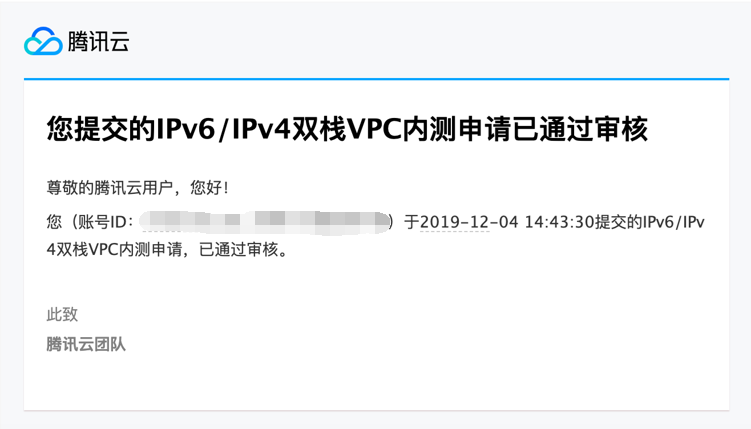 腾讯云
您提交的IPv6/IPv4双栈VPC内测申请已通过审核
尊敬的腾讯云用户，您好！
您（账号ID：）于2019-12-04 14:43:30提交的IPv6/IPv
4双栈VPC内测申请，已通过审核。
此致
腾讯云团队